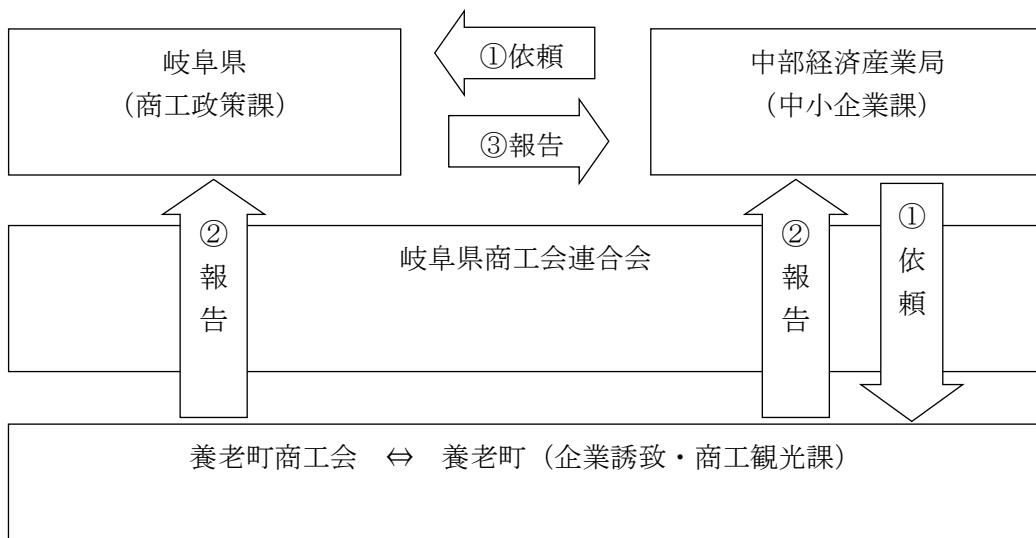 岐阜県
（商工政策課）
①依頼
③報告
中部経済産業局
（中小企業課）
②報告
岐阜県商工会連合会
②報告
①依頼
養老町商工会　⇔　養老町（企業誘致・商工観光課）